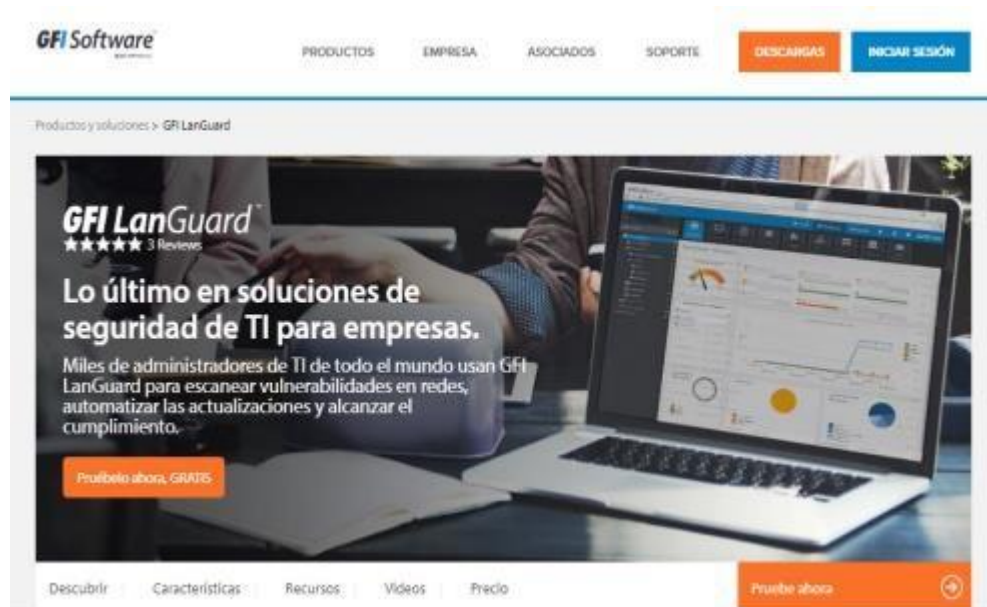 GFI Software
PRODUCTOS EMPRESA ASOCIADOS SOPORTE DESCARGAS INICIAR SESIÓN
Productos y soluciones > GFI LanGuard
GFI LanGuard™
3 Reviews
Lo último en soluciones de
seguridad de TI para empresas.
Miles de administradores de TI de todo el mundo usan GFI
LanGuard para escanear vulnerabilidades en redes,
automatizar las actualizaciones y alcanzar el
cumplimiento.
Pruébelo ahora, GRATIS
Descubrir Características Recursos Videos Precio
Pruebe ahora